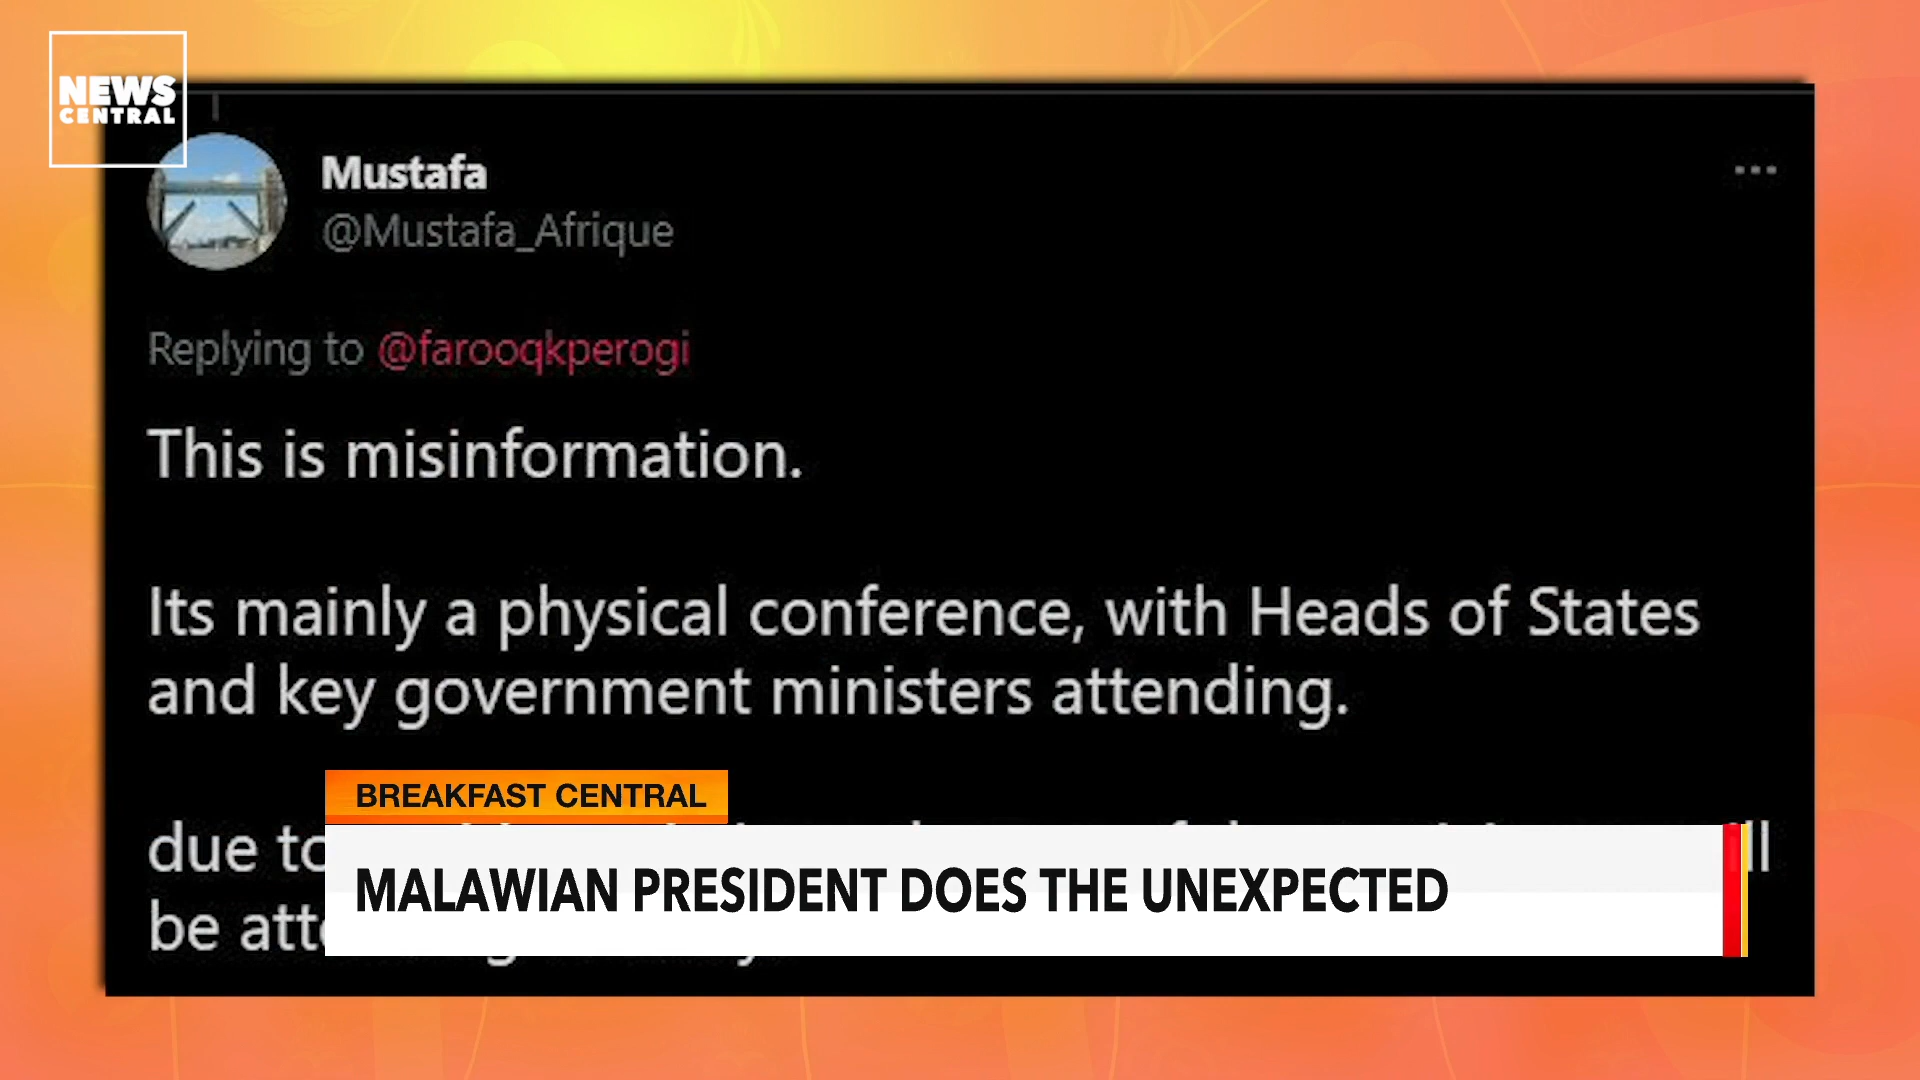 NEWS
CENTRAL
Mustafa
@Mustafa_Afrique
Replying to @farooqkperogi
This is misinformation.
Its mainly a physical conference, with Heads of States
and key government ministers attending.
due to
be
BREAKFAST CENTRAL
MALAWIAN PRESIDENT DOES THE UNEXPECTED